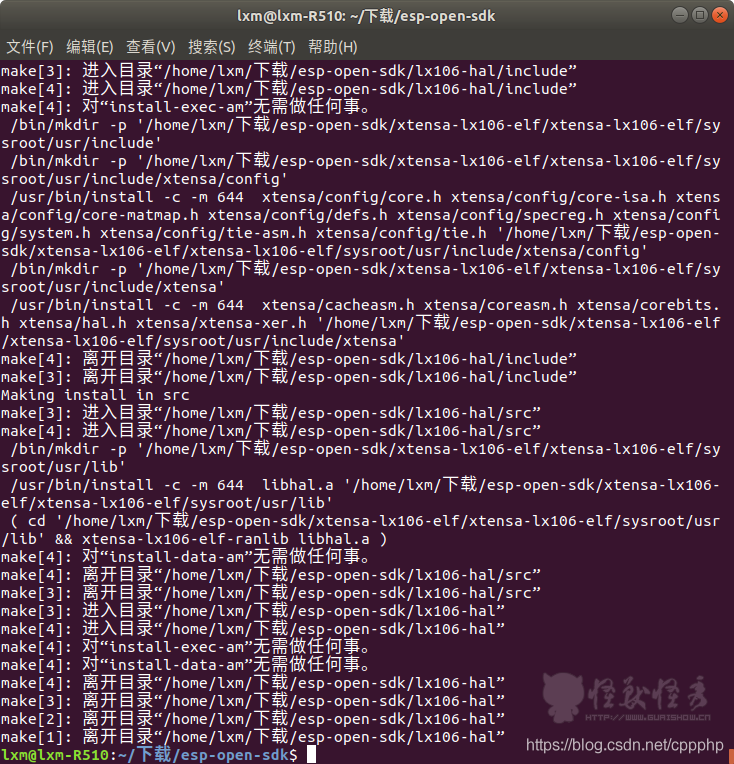 lxm@lxm-R510: ~/下载/esp-open-sdk
文件(F) 编辑(E) 查看(V) 搜索(S) 终端(T) 帮助(H)
make[3]: 进入目录“/home/lxm/下载/esp-open-sdk/lx106-hal/include”
make[4]: 进入目录“/home/lxm/下载/esp-open-sdk/lx106-hal/include”
make[4]: 对“install-exec-am”无需做任何事。
 /bin/mkdir -p '/home/lxm/下载/esp-open-sdk/xtensa-lx106-elf/xtensa-lx106-elf/sy
sroot/usr/include'
 /bin/mkdir -p '/home/lxm/下载/esp-open-sdk/xtensa-lx106-elf/xtensa-lx106-elf/sy
sroot/usr/include/xtensa/config'
 /usr/bin/install -c -m 644  xtensa/config/core.h xtensa/config/core-isa.h xtens
a/config/core-matmap.h xtensa/config/defs.h xtensa/config/specreg.h xtensa/confi
g/system.h xtensa/config/tie-asm.h xtensa/config/tie.h '/home/lxm/下载/esp-open-
sdk/xtensa-lx106-elf/xtensa-lx106-elf/sysroot/usr/include/xtensa/config'
 /bin/mkdir -p '/home/lxm/下载/esp-open-sdk/xtensa-lx106-elf/xtensa-lx106-elf/sy
sroot/usr/include/xtensa'
 /usr/bin/install -c -m 644  xtensa/cacheasm.h xtensa/coreasm.h xtensa/corebits.
h xtensa/hal.h xtensa/xtensa-xer.h '/home/lxm/下载/esp-open-sdk/xtensa-lx106-elf
/xtensa-lx106-elf/sysroot/usr/include/xtensa'
make[4]: 离开目录“/home/lxm/下载/esp-open-sdk/lx106-hal/include”
make[3]: 离开目录“/home/lxm/下载/esp-open-sdk/lx106-hal/include”
Making install in src
make[3]: 进入目录“/home/lxm/下载/esp-open-sdk/lx106-hal/src”
make[4]: 进入目录“/home/lxm/下载/esp-open-sdk/lx106-hal/src”
 /bin/mkdir -p '/home/lxm/下载/esp-open-sdk/xtensa-lx106-elf/xtensa-lx106-elf/sy
sroot/usr/lib'
 /usr/bin/install -c -m 644  libhal.a '/home/lxm/下载/esp-open-sdk/xtensa-lx106-
elf/xtensa-lx106-elf/sysroot/usr/lib'
 ( cd '/home/lxm/下载/esp-open-sdk/xtensa-lx106-elf/xtensa-lx106-elf/sysroot/usr
/lib' && xtensa-lx106-elf-ranlib libhal.a )
make[4]: 对“install-data-am”无需做任何事。
make[4]: 离开目录“/home/lxm/下载/esp-open-sdk/lx106-hal/src”
make[3]: 离开目录“/home/lxm/下载/esp-open-sdk/lx106-hal/src”
make[3]: 进入目录“/home/lxm/下载/esp-open-sdk/lx106-hal”
make[4]: 进入目录“/home/lxm/下载/esp-open-sdk/lx106-hal”
make[4]: 对“install-exec-am”无需做任何事。
make[4]: 对“install-data-am”无需做任何事。
make[4]: 离开目录“/home/lxm/下载/esp-open-sdk/lx106-hal”
make[3]: 离开目录“/home/lxm/下载/esp-open-sdk/lx106-hal”
make[2]: 离开目录“/home/lxm/下载/esp-open-sdk/lx106-hal”
make[1]: 离开目录“/home/lxm/下载/esp-open-sdk/lx106-hal”
lxm@lxm-R510:~/下载/esp-open-sdk$
怪兽怪秀
HTTP://WWW.GUAISHOW.CN
https://blog.csdn.net/cppphp